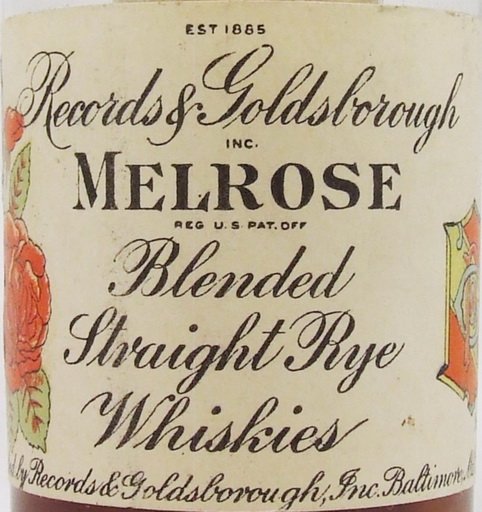 EST 1885
Records & Goldsborough
INC.
MELROSE
REG U.S. PAT. OFF
Blended
Straight Rye
Whiskies
by Records & Goldsborough, Inc. Baltimore,